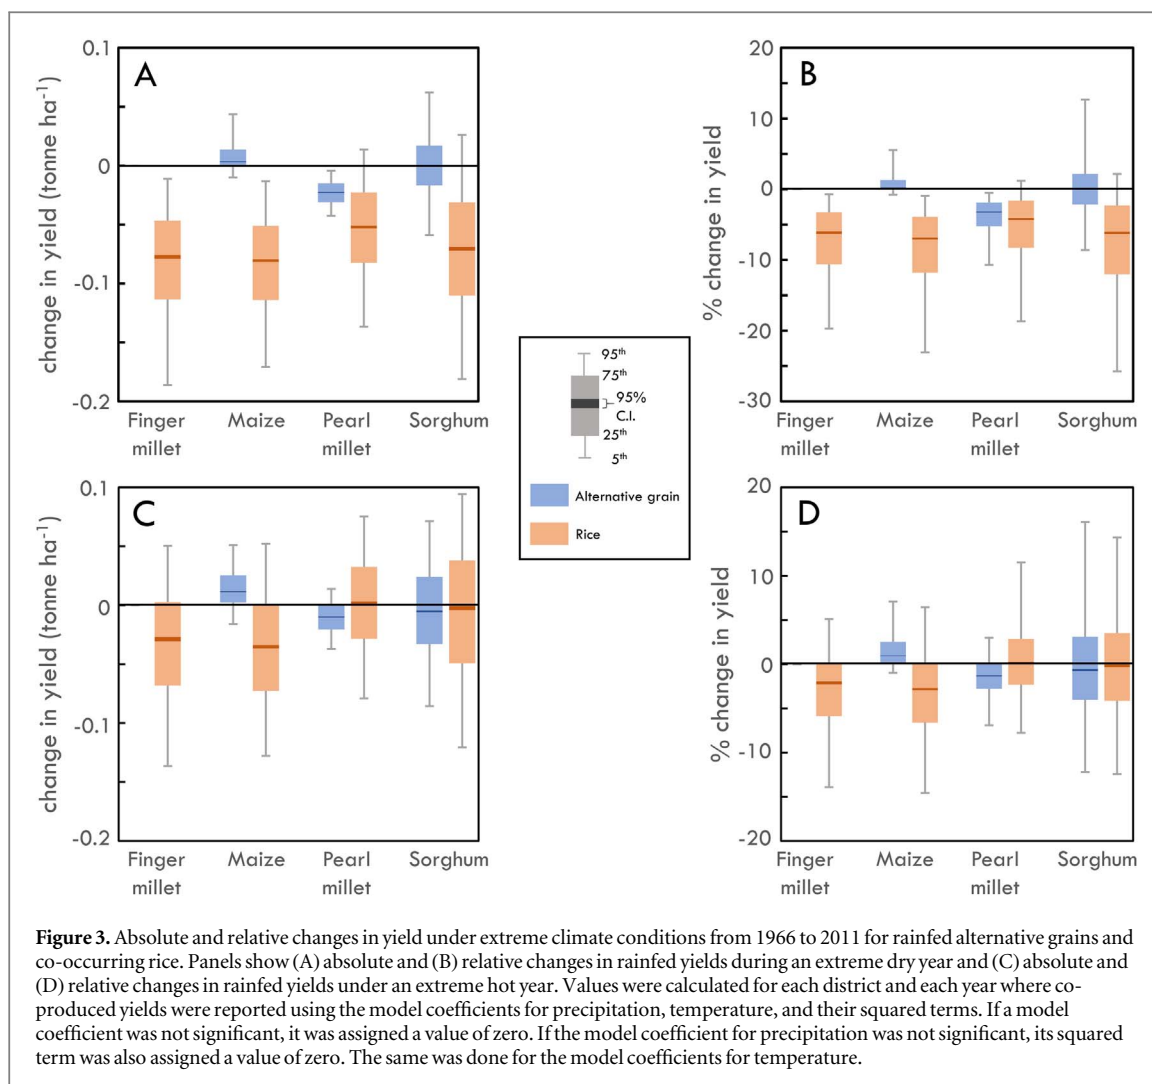 A
0.1
0
-0.1
-0.2
change in yield (tonne ha-1)
Finger
millet
Maize
Pearl
millet
Sorghum
B
20
10
0
-10
-20
-30
% change in yield
Finger
millet
Maize
Pearl
millet
Sorghum
95th
75th
95%
C.I.
25th
5th
Alternative grain
Rice
C
0.1
0
-0.1
-0.2
change in yield (tonne ha-1)
Finger
millet
Maize
Pearl
millet
Sorghum
D
20
10
0
-10
-20
% change in yield
Finger
millet
Maize
Pearl
millet
Sorghum
Figure 3. Absolute and relative changes in yield under extreme climate conditions from 1966 to 2011 for rainfed alternative grains and
co-occurring rice. Panels show (A) absolute and (B) relative changes in rainfed yields during an extreme dry year and (C) absolute and
(D) relative changes in rainfed yields under an extreme hot year. Values were calculated for each district and each year where co-
produced yields were reported using the model coefficients for precipitation, temperature, and their squared terms. If a model
coefficient was not significant, it was assigned a value of zero. If the model coefficient for precipitation was not significant, its squared
term was also assigned a value of zero. The same was done for the model coefficients for temperature.